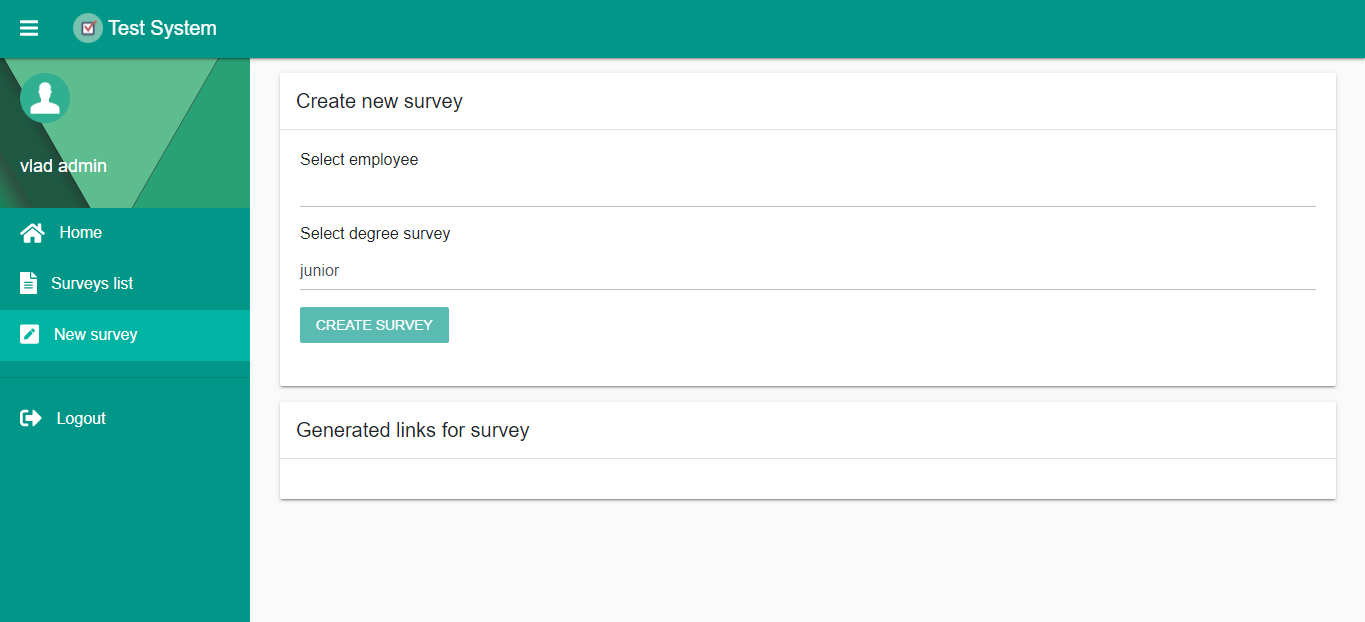 Test System
vlad admin
Home
Surveys list
New survey
Logout
Create new survey
Select employee
Select degree survey
junior
CREATE SURVEY
Generated links for survey